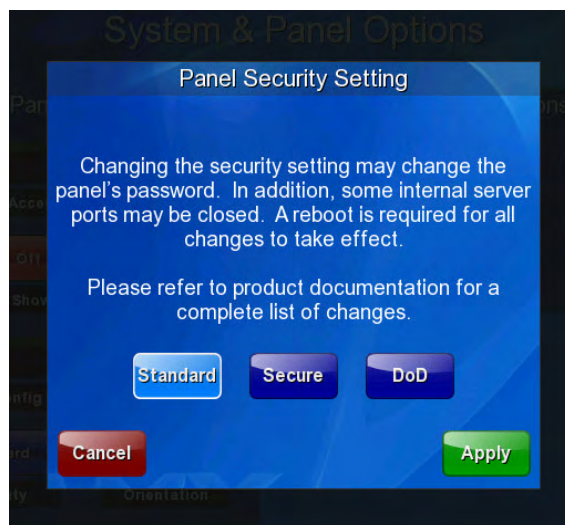 System & Panel Options
Panel Security Setting
Changing the security setting may change the
panel's password. In addition, some internal server
ports may be closed. A reboot is required for all
changes to take effect.
Please refer to product documentation for a
complete list of changes.
Off
Show
Standard Secure DoD
Cancel Apply
Orientation